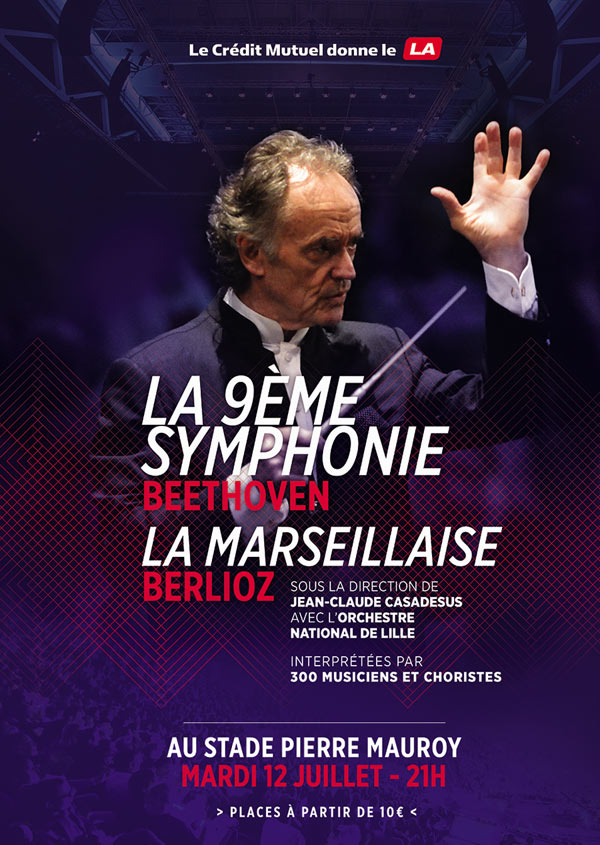 Le Crédit Mutuel donne le LA
LA 9ÈME
SYMPHONIE
BEETHOVEN
LA MARSEILLAISE
BERLIOZ
SOUS LA DIRECTION DE
JEAN-CLAUDE CASADESUS
AVEC L'ORCHESTRE
NATIONAL DE LILLE
INTERPRÉTÉES PAR
300 MUSICIENS ET CHORISTES
AU STADE PIERRE MAUROY
MARDI 12 JUILLET - 21H
> PLACES À PARTIR DE 10€ <